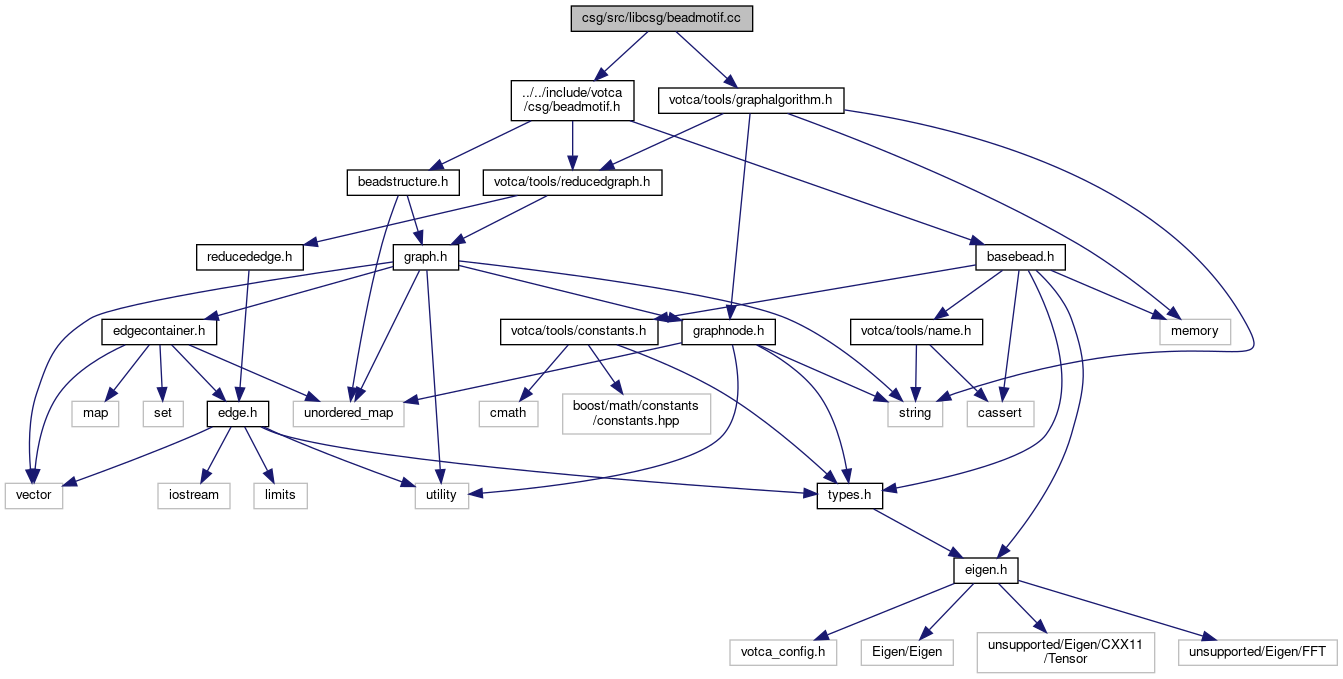 csg/src/libcsg/beadmotif.cc
../../include/votca
/csg/beadmotif.h
votca/tools/graphalgorithm.h
beadstructure.h
votca/tools/reducedgraph.h
reducededge.h
graph.h
basebead.h
edgecontainer.h
votca/tools/constants.h
graphnode.h
votca/tools/name.h
memory
map
set
edge.h
unordered_map
cmath
boost/math/constants
/constants.hpp
string
cassert
vector
iostream
limits
utility
types.h
eigen.h
votca_config.h
Eigen/Eigen
unsupported/Eigen/CXX11
/Tensor
unsupported/Eigen/FFT